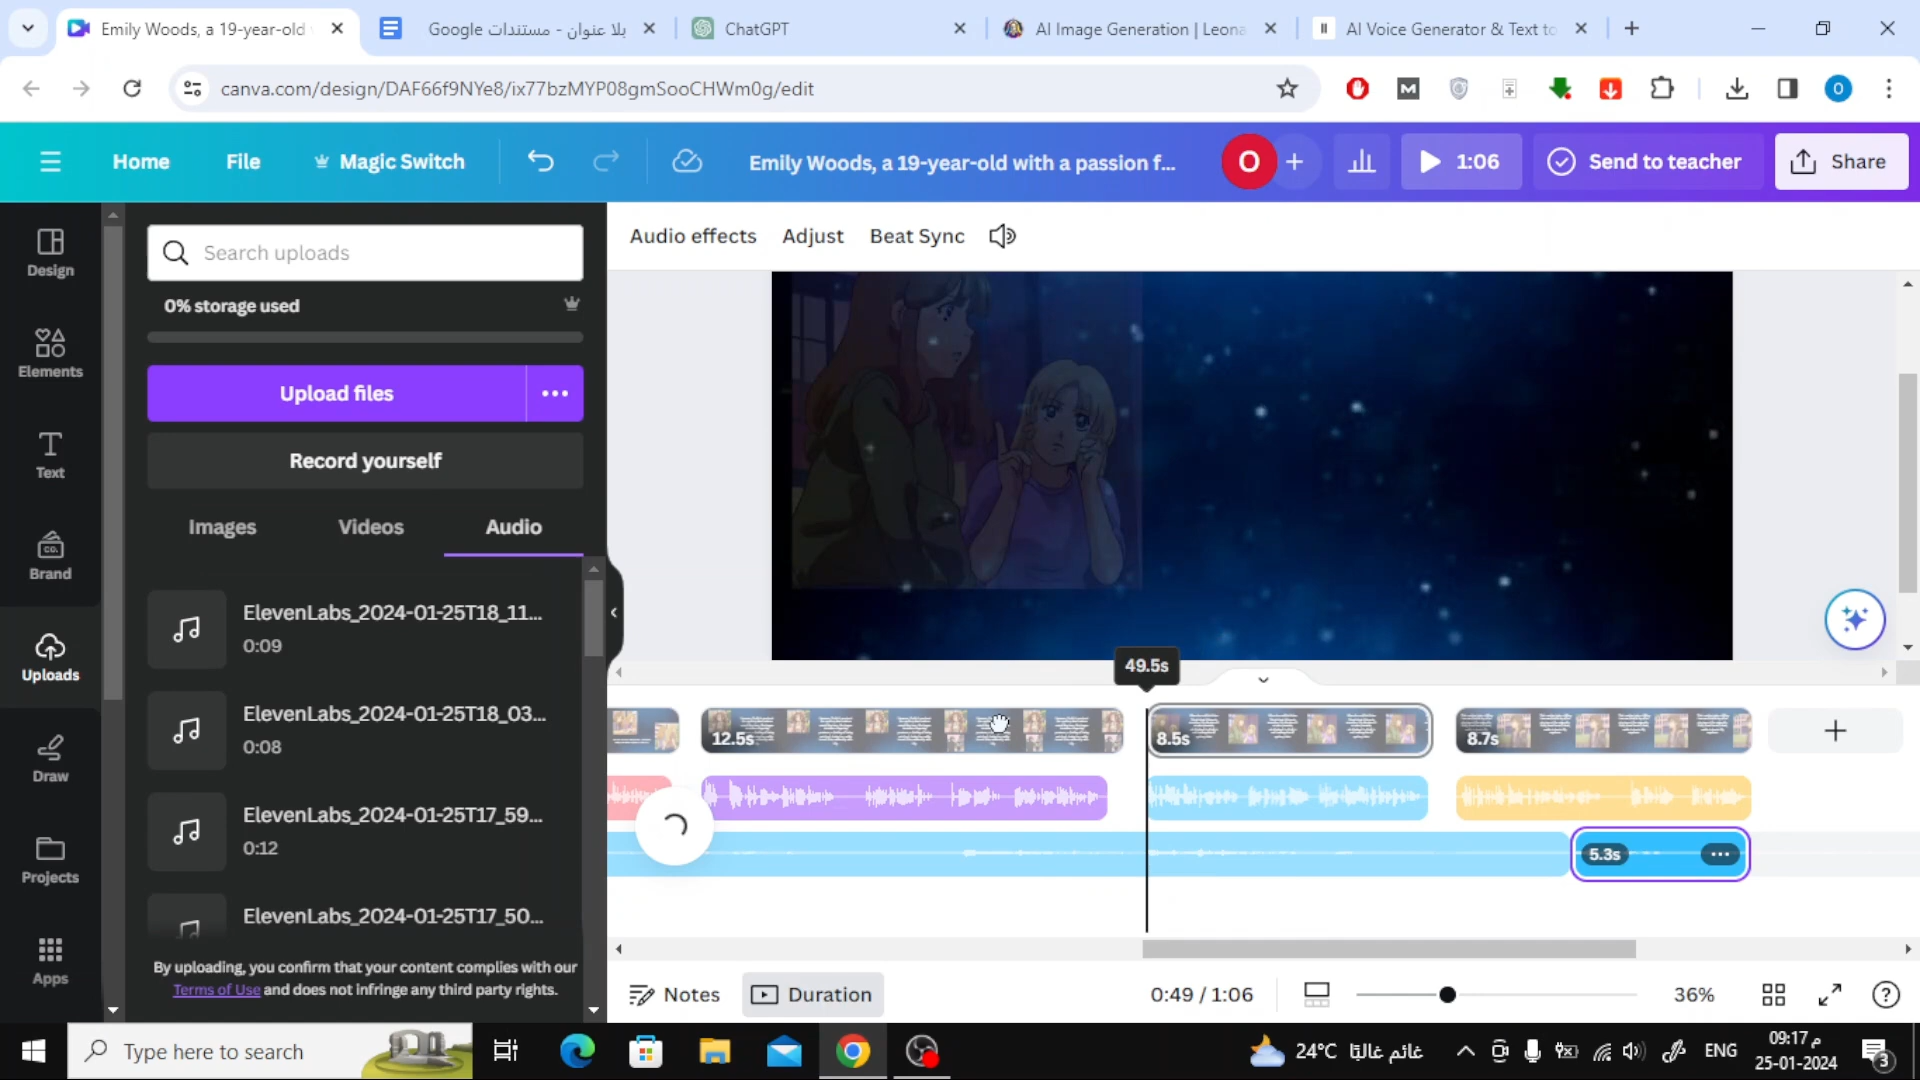 Emily Woods, a 19-year-old
بلا عنوان - مستندات Google
ChatGPT
AI Image Generation | Leona
AI Voice Generator & Text to
canva.com/design/DAF66f9NYe8/ix77bzMYP08gmSooCHWm0g/edit
O
Home
File
Magic Switch
Emily Woods, a 19-year-old with a passion f...
O
1:06
Send to teacher
Share
Design
Elements
Text
CO.
Brand
Uploads
Draw
Projects
Apps
Search uploads
0% storage used
Upload files
Record yourself
Images
Videos
Audio
ElevenLabs_2024-01-25T18_11...
0:09
ElevenLabs_2024-01-25T18_03...
0:08
ElevenLabs_2024-01-25T17_59...
0:12
ElevenLabs_2024-01-25T17_50...
By uploading, you confirm that your content complies with our
Terms of Use and does not infringe any third party rights.
Audio effects
Adjust
Beat Sync
49.5s
12.5s
8.5s
8.7s
5.3s
Notes
Duration
0:49 / 1:06
36%
Type here to search
24°C
غائم غالبًا
ENG
09:17 م
25-01-2024
3